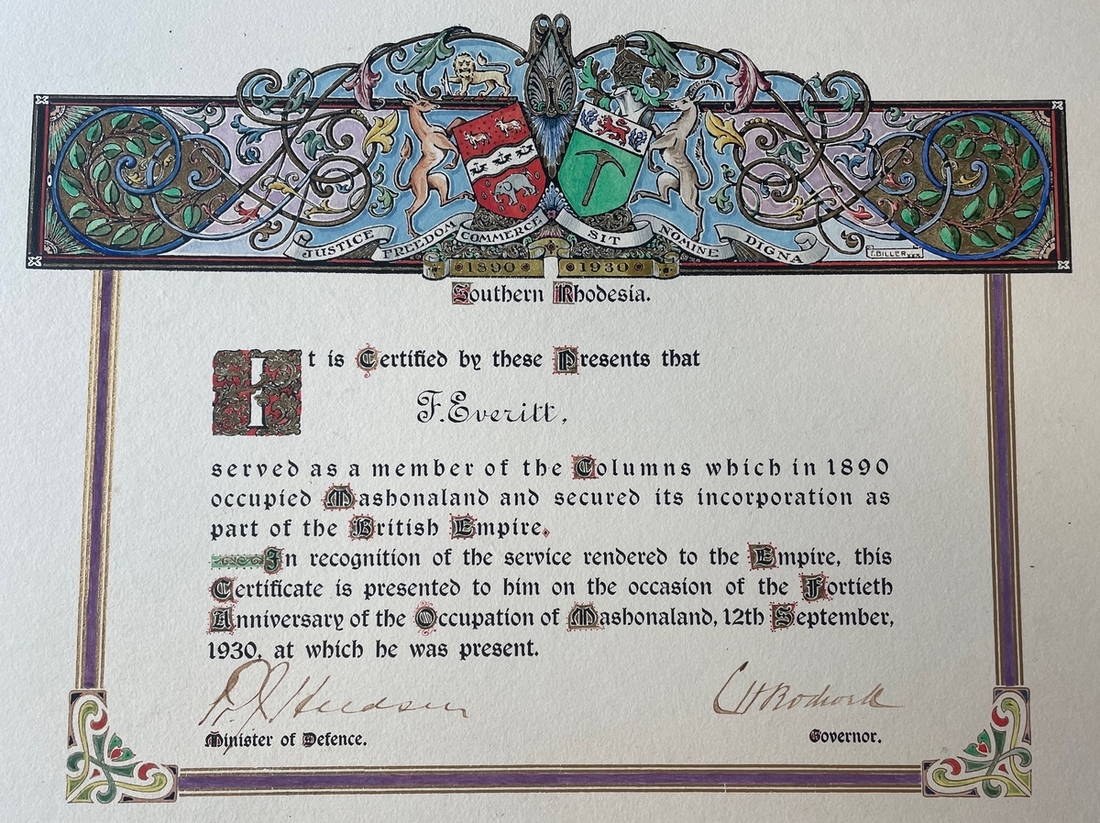 JUSTICE FREEDOM COMMERCE SIT NOMINE DIGNA
T. BILLER
1890 1930
Southern Rhodesia.
It is Certified by these Presents that
F. Everitt,
served as a member of the Columns which in 1890
occupied Mashonaland and secured its incorporation as
part of the British Empire.
In recognition of the service rendered to the Empire, this
Certificate is presented to him on the occasion of the Fortieth
Anniversary of the Occupation of Mashonaland, 12th September,
1930, at which he was present.
Hudson
Rodwell
Minister of Defence.
Governor.